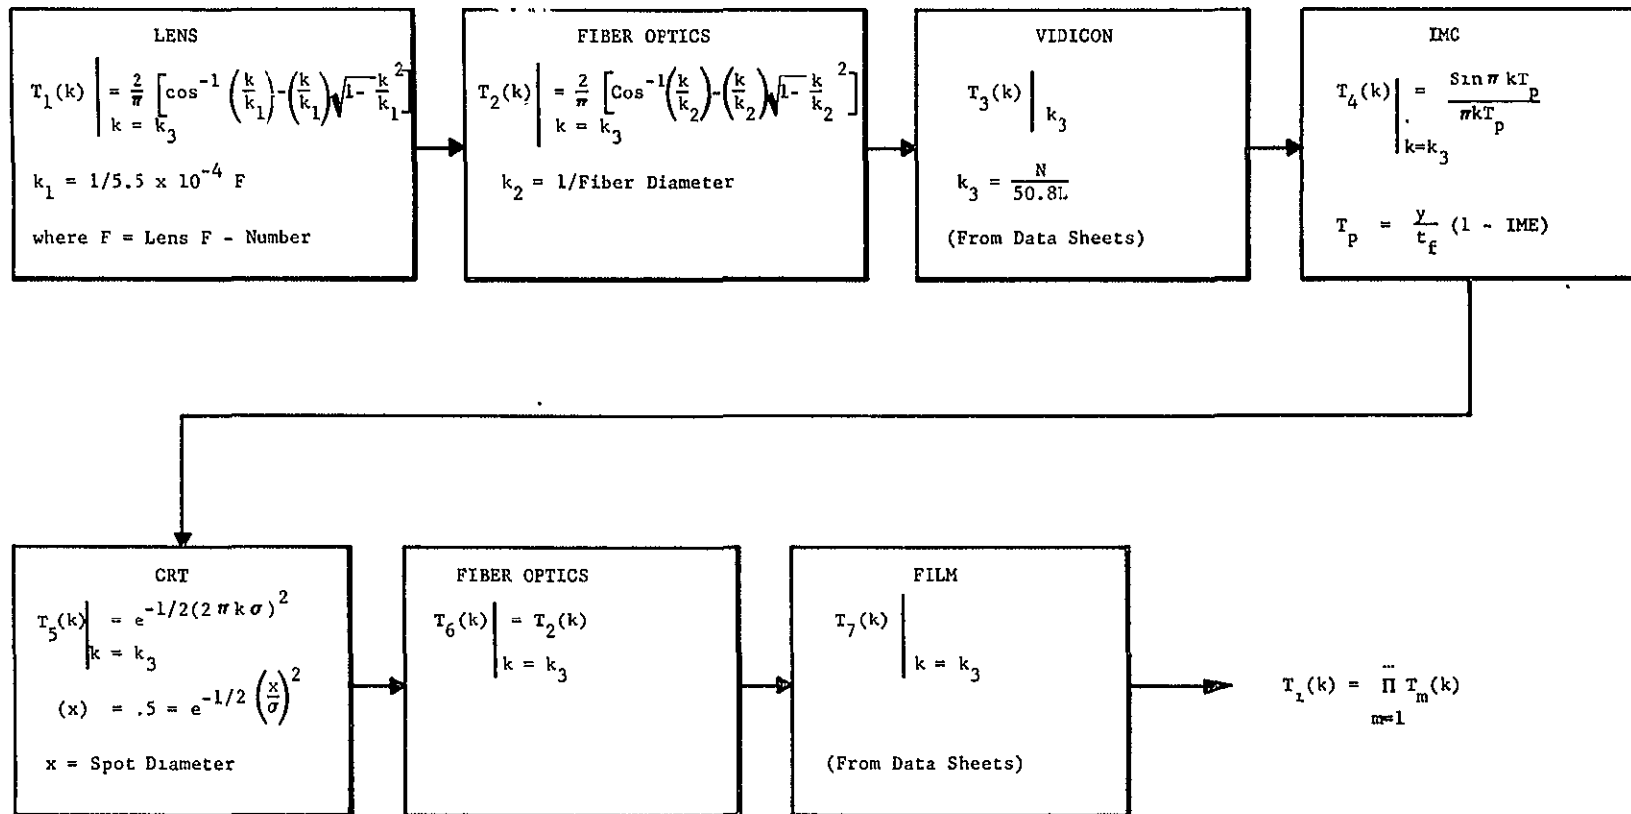 LENS
T₁(k) | k = k₃ = 2/π [cos⁻¹ (k/k₁) - (k/k₁) √1 - k/k₁ ²]
k₁ = 1/5.5 x 10⁻⁴ F
where F = Lens F - Number
FIBER OPTICS
T₂(k) | k = k₃ = 2/π [Cos⁻¹ (k/k₂) - (k/k₂) √1 - k/k₂ ²]
k₂ = 1/Fiber Diameter
VIDICON
T₃(k) | k₃
k₃ = N/50.8L
(From Data Sheets)
IMC
T₄(k) | k=k₃ = Sin π kTₚ / πkTₚ
Tₚ = y/t_f (1 - IME)
CRT
T₅(k) | k = k₃ = e^-1/2(2 π k σ)²
(x) = .5 = e^-1/2 (x/σ)²
x = Spot Diameter
FIBER OPTICS
T₆(k) | k = k₃ = T₂(k)
FILM
T₇(k) | k = k₃
(From Data Sheets)
T₁(k) = Π m=1 Tₘ(k)